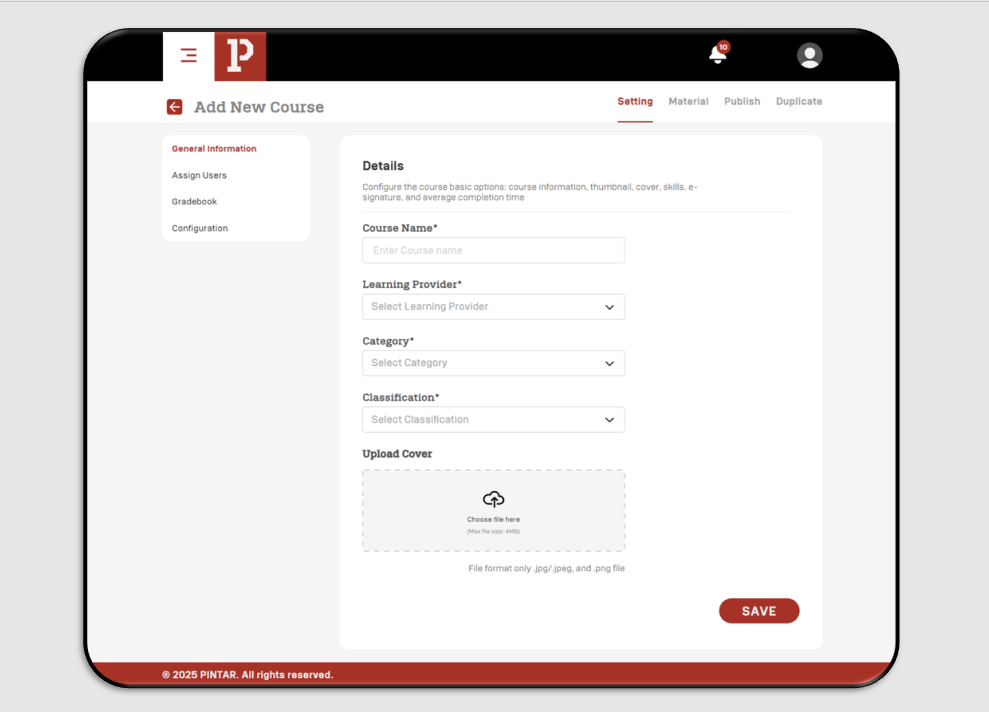 P
10
Add New Course
Setting
Material
Publish
Duplicate
General Information
Assign Users
Gradebook
Configuration
Details
Configure the course basic options: course information, thumbnail, cover, skills, e-
signature, and average completion time
Course Name*
Enter Course name
Learning Provider*
Select Learning Provider
Category*
Select Category
Classification*
Select Classification
Upload Cover
Choose file here
(Max file size: 4MB)
File format only .jpg/.jpeg, and .png file
SAVE
© 2025 PINTAR. All rights reserved.